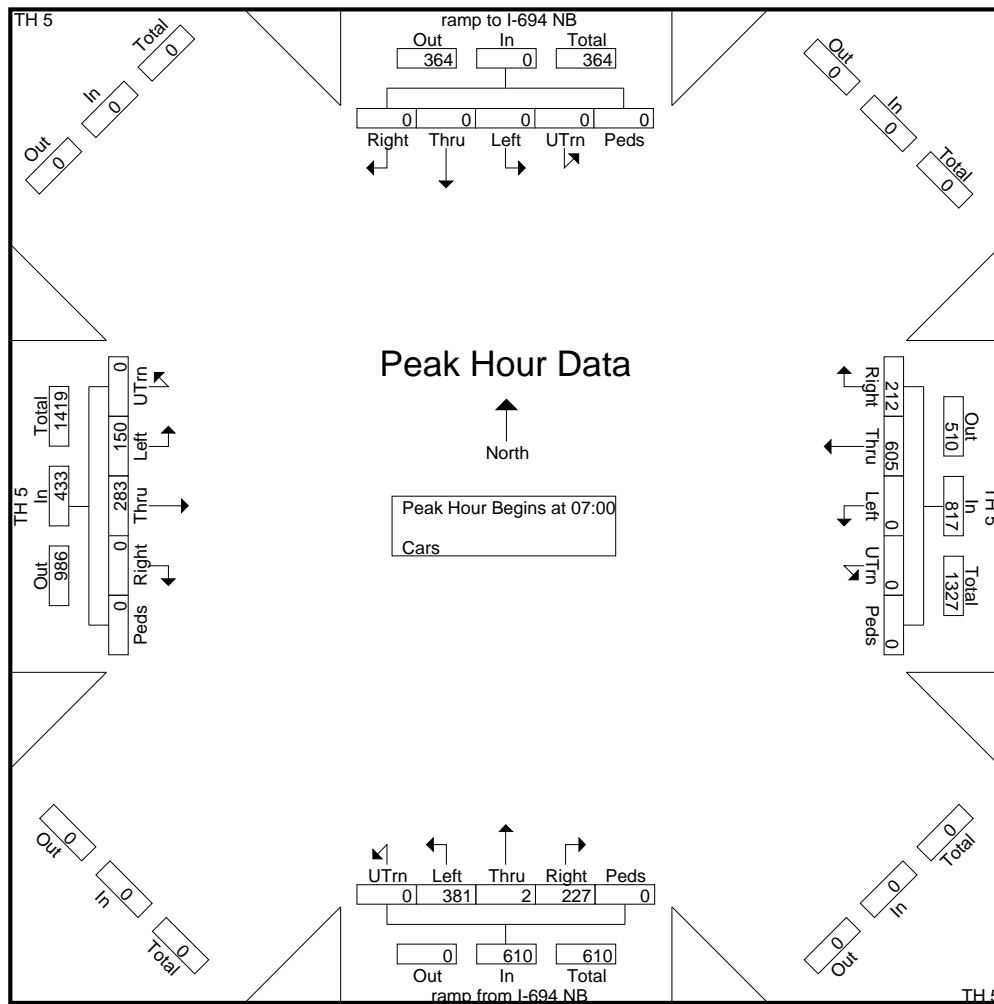 TH 5
ramp to I-694 NB
Out In Total
364 0 364
0 0 0 0 0
Right Thru Left UTrn Peds
Total
0
In
0
Out
0
Out
0
In
0
Total
0
Peak Hour Data
North
Peak Hour Begins at 07:00
Cars
TH 5
Total In Out
1419 433 986
0 150 283 0 0
UTrn Left Thru Right Peds
Right Thru Left UTrn Peds
212 605 0 0 0
Out In Total
510 817 1327
TH 5
Out
0
In
0
Total
0
UTrn Left Thru Right Peds
0 381 2 227 0
0 610 610
Out In Total
ramp from I-694 NB
0
Total
0
In
0
Out
TH 5